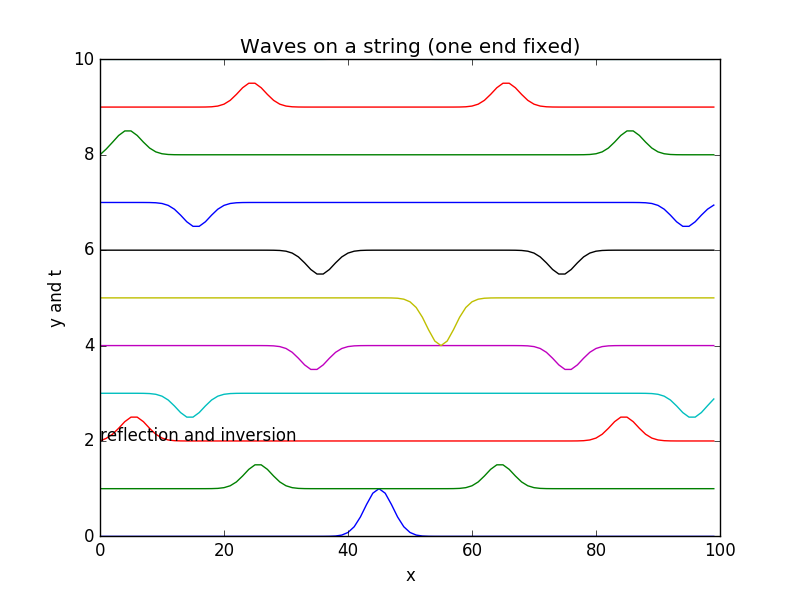 Waves on a string (one end fixed)
10
8
6
y and t
4
reflection and inversion
2
0
0 20 40 60 80 100
x